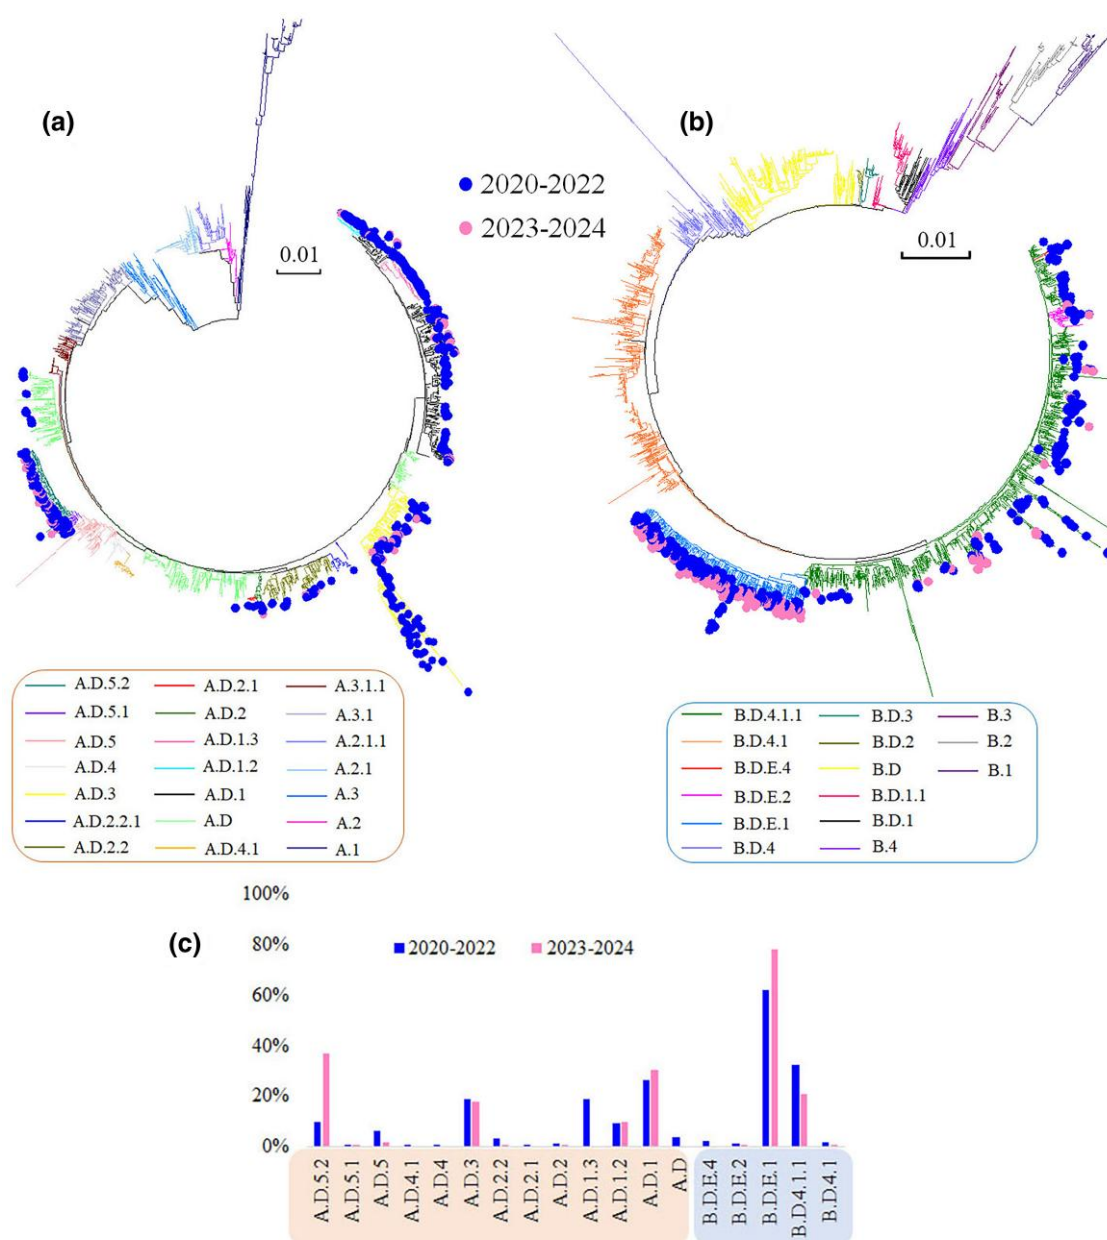 (a)
(b)
2020-2022
2023-2024
0.01
0.01
A.D.5.2 A.D.2.1 A.3.1.1
A.D.5.1 A.D.2 A.3.1
A.D.5 A.D.1.3 A.2.1.1
A.D.4 A.D.1.2 A.2.1
A.D.3 A.D.1 A.3
A.D.2.2.1 A.D A.2
A.D.2.2 A.D.4.1 A.1
B.D.4.1.1 B.D.3 B.3
B.D.4.1 B.D.2 B.2
B.D.E.4 B.D B.1
B.D.E.2 B.D.1.1
B.D.E.1 B.D.1
B.D.4 B.4
(c)
2020-2022 2023-2024
100%
80%
60%
40%
20%
0%
A.D.5.2
A.D.5.1
A.D.5
A.D.4.1
A.D.4
A.D.3
A.D.2.2
A.D.2.1
A.D.2
A.D.1.3
A.D.1.2
A.D.1
A.D
B.D.E.4
B.D.E.2
B.D.E.1
B.D.4.1.1
B.D.4.1